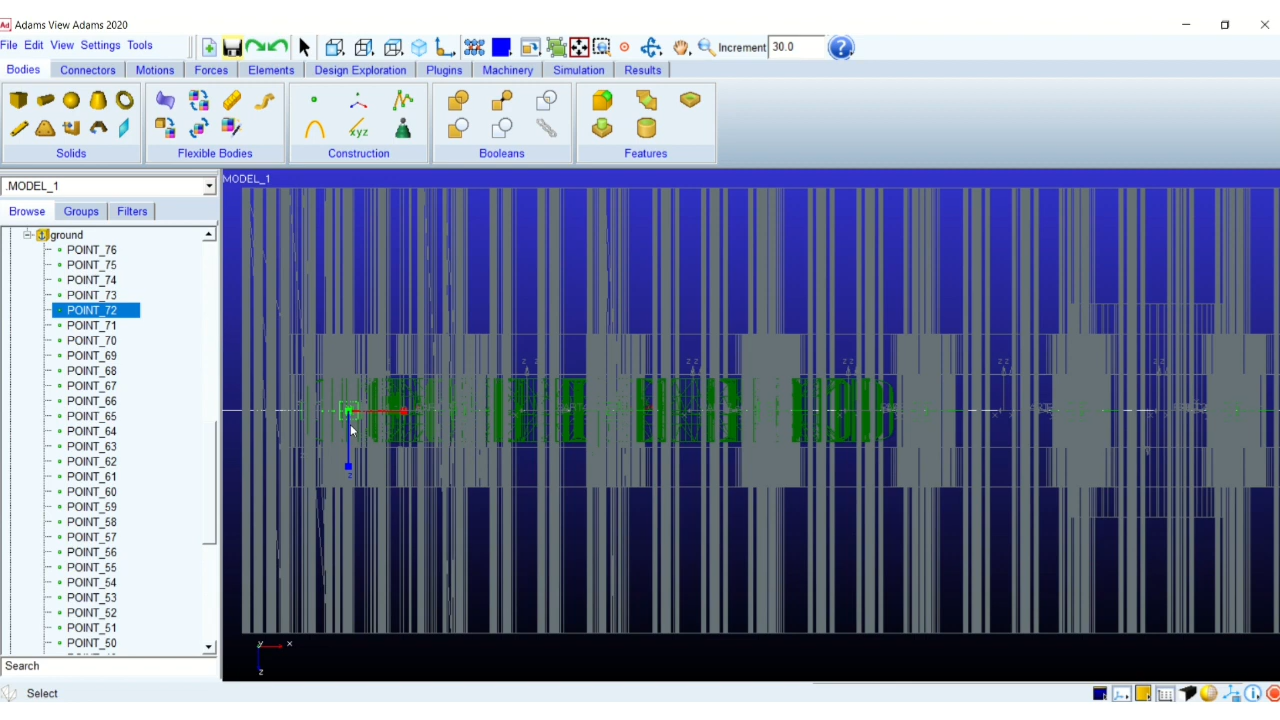 Ad Adams View Adams 2020
File Edit View Settings Tools
Increment 30.0
Bodies Connectors Motions Forces Elements Design Exploration Plugins Machinery Simulation Results
xyz
Solids Flexible Bodies Construction Booleans Features
.MODEL_1
MODEL_1
Browse Groups Filters
ground
POINT_76
POINT_75
POINT_74
POINT_73
POINT_72
POINT_71
POINT_70
POINT_69
POINT_68
POINT_67
POINT_66
POINT_65
POINT_64
POINT_63
POINT_62
POINT_61
POINT_60
POINT_59
POINT_58
POINT_57
POINT_56
POINT_55
POINT_54
POINT_53
POINT_52
POINT_51
POINT_50
y x
z
Search
Select